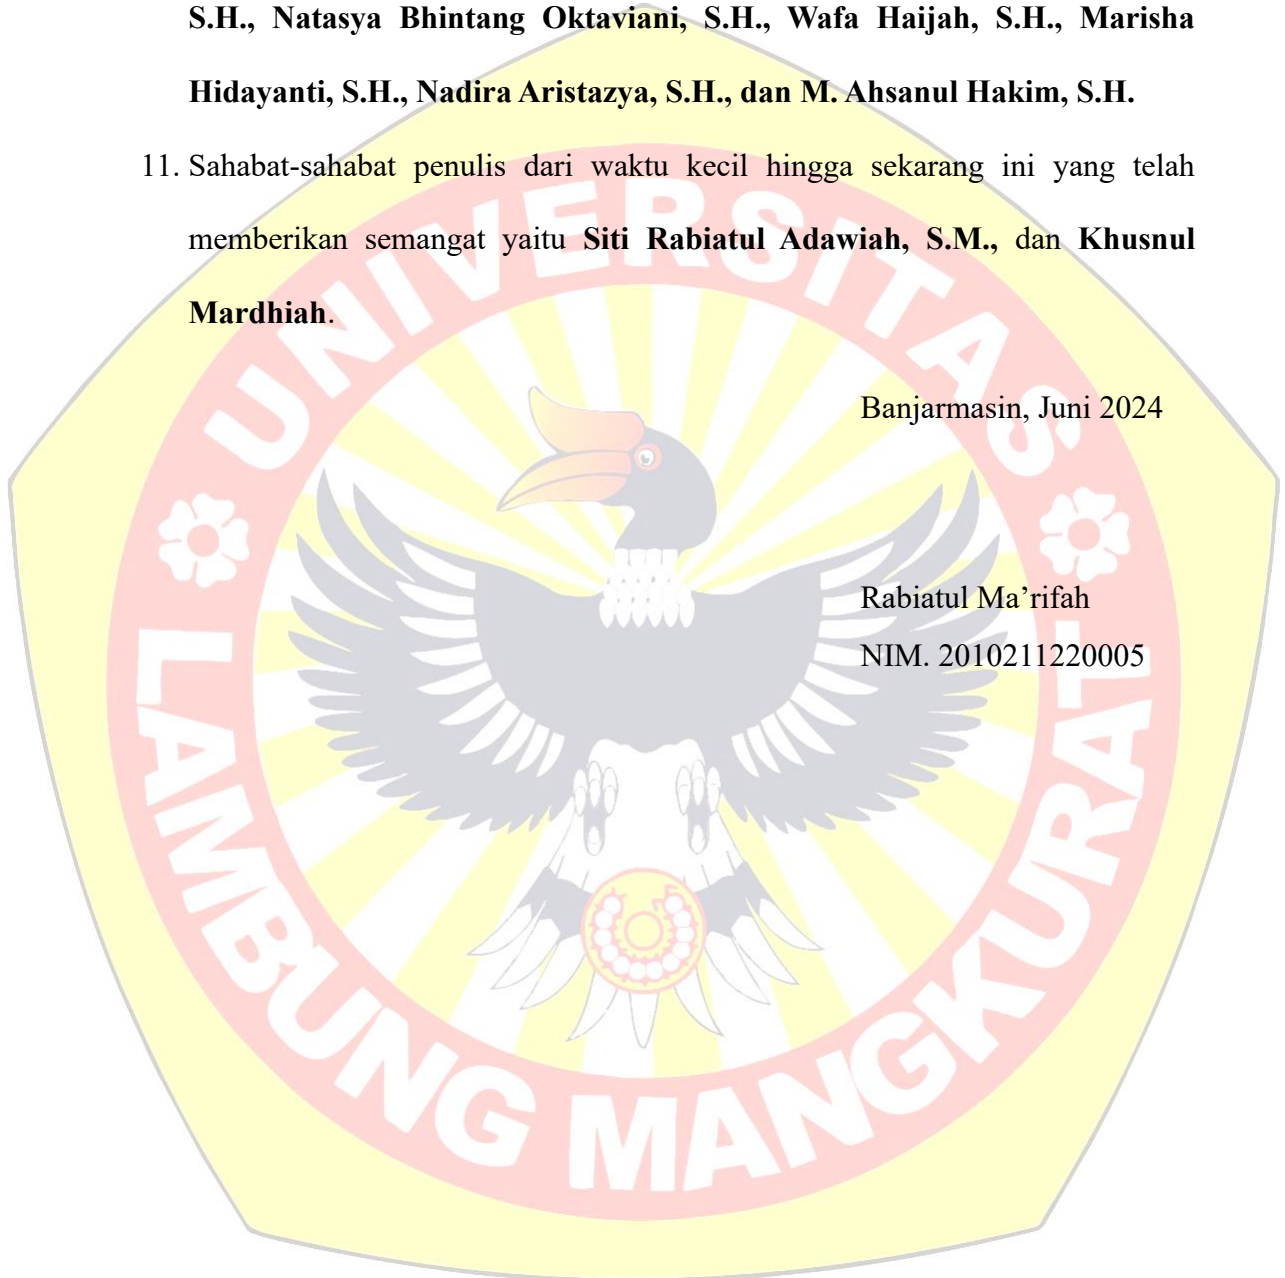 S.H., Natasya Bhintang Oktaviani, S.H., Wafa Haijah, S.H., Marisha
Hidayanti, S.H., Nadira Aristazya, S.H., dan M. Ahsanul Hakim, S.H.
11. Sahabat-sahabat penulis dari waktu kecil hingga sekarang ini yang telah
memberikan semangat yaitu Siti Rabiatul Adawiah, S.M., dan Khusnul
Mardhiah.
Banjarmasin, Juni 2024
Rabiatul Ma’rifah
NIM. 2010211220005
UNIVERSITAS
LAMBUNG MANGKURAT